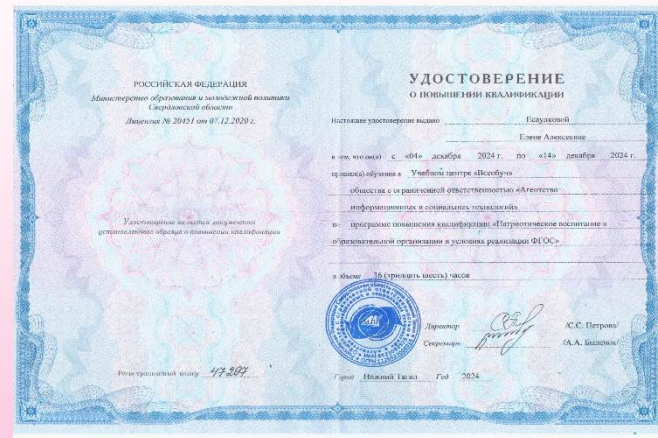 РОССИЙСКАЯ ФЕДЕРАЦИЯ
Министерство образования и молодежной политики
Свердловской области
Лицензия № 20451 от 07.12.2020 г.
Удостоверение является документом
установленного образца о повышении квалификации
Регистрационный номер 47207
УДОСТОВЕРЕНИЕ
О ПОВЫШЕНИИ КВАЛИФИКАЦИИ
Настоящее удостоверение выдано Есаулковой
Елене Алексеевне
в том, что он(а) с «04» декабря 2024 г. по «14» декабря 2024 г.
прошел(а) обучение в Учебном центре «Всеобуч»
общества с ограниченной ответственностью «Агентство
информационных и социальных технологий»
по программе повышения квалификации «Патриотическое воспитание в
образовательной организации в условиях реализации ФГОС»
в объеме 36 (тридцать шесть) часов
Директор /С.С. Петрова/
Секретарь /А.А.
Город Нижний Тагил Год 2024